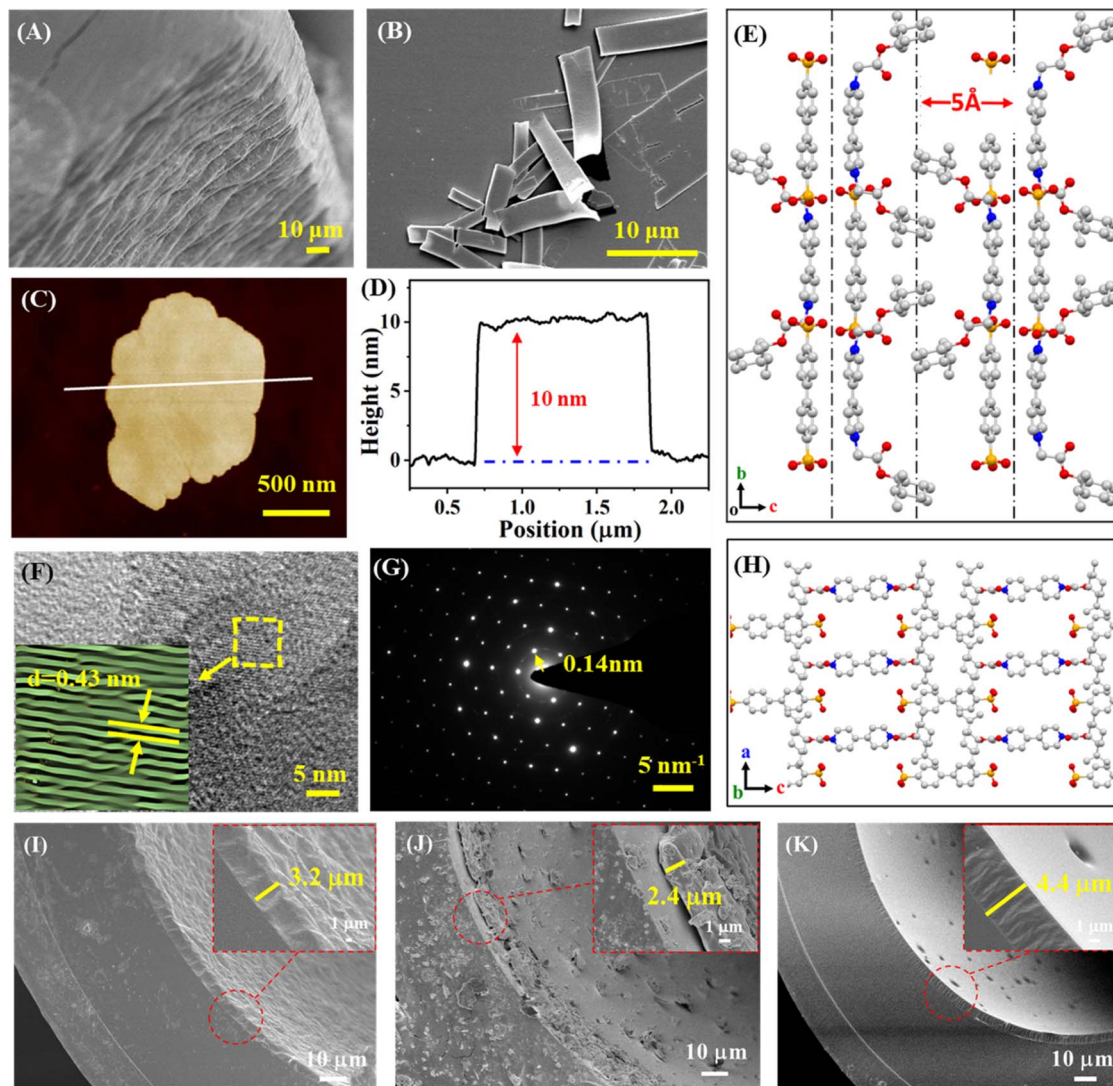 (A)
10 μm
(B)
10 μm
(C)
500 nm
(D)
Height (nm)
10
5
0
10 nm
0.5
1.0
1.5
2.0
Position (μm)
(E)
5Å
b
o
c
(F)
d=0.43 nm
5 nm
(G)
0.14nm
5 nm-1
(H)
a
b
c
(I)
3.2 μm
1 μm
10 μm
(J)
2.4 μm
1 μm
10 μm
(K)
4.4 μm
1 μm
10 μm